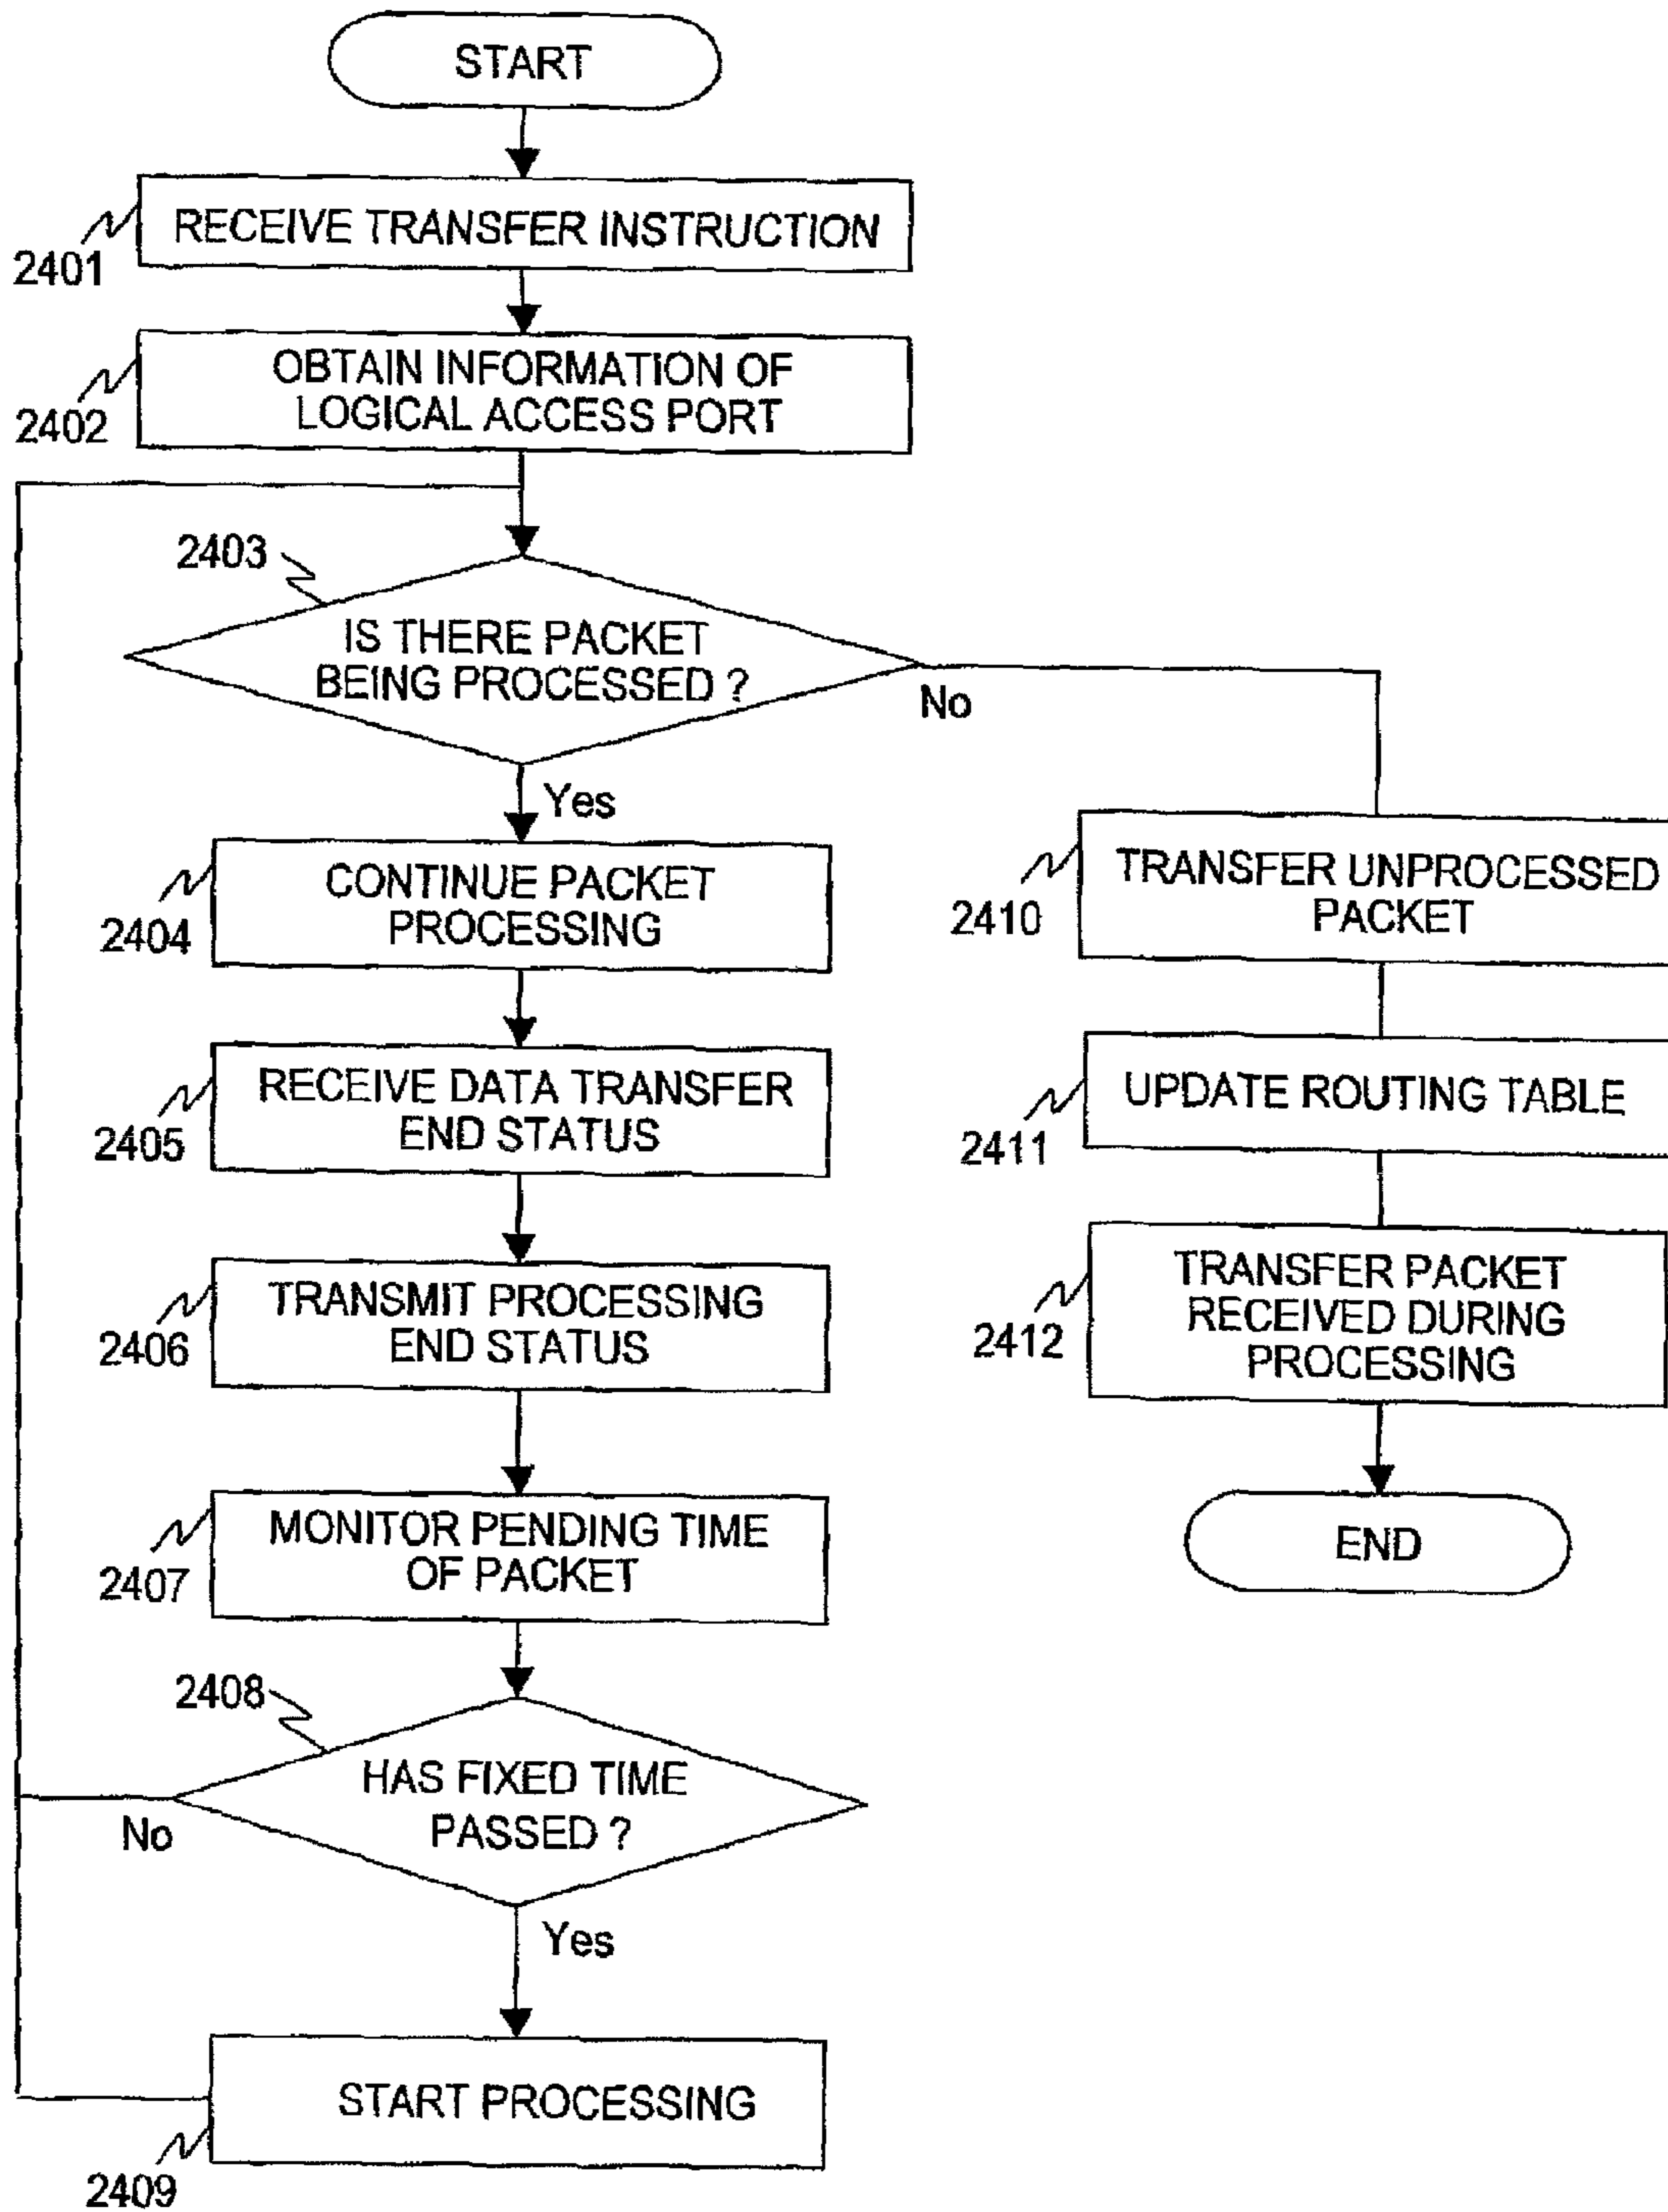 START
2401
RECEIVE TRANSFER INSTRUCTION
2402
OBTAIN INFORMATION OF
LOGICAL ACCESS PORT
2403
IS THERE PACKET
BEING PROCESSED ?
No
Yes
2404
CONTINUE PACKET
PROCESSING
2405
RECEIVE DATA TRANSFER
END STATUS
2406
TRANSMIT PROCESSING
END STATUS
2407
MONITOR PENDING TIME
OF PACKET
2408
HAS FIXED TIME
PASSED ?
No
Yes
START PROCESSING
2409
2410
TRANSFER UNPROCESSED
PACKET
2411
UPDATE ROUTING TABLE
2412
TRANSFER PACKET
RECEIVED DURING
PROCESSING
END